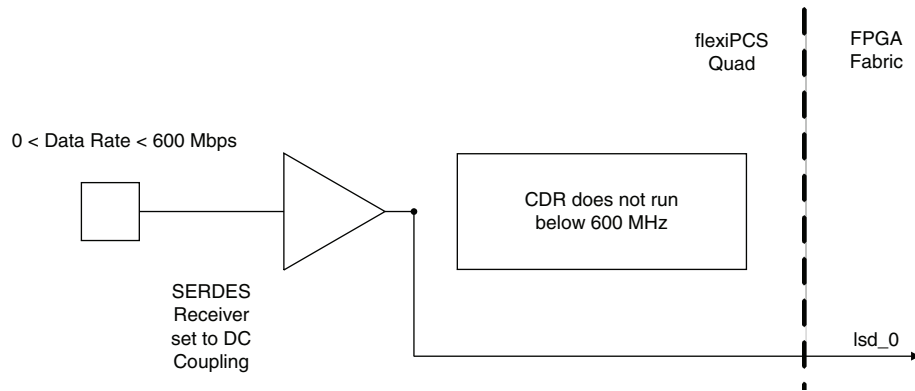 flexiPCS
Quad
FPGA
Fabric
0 < Data Rate < 600 Mbps
CDR does not run
below 600 MHz
SERDES
Receiver
set to DC
Coupling
lsd_0